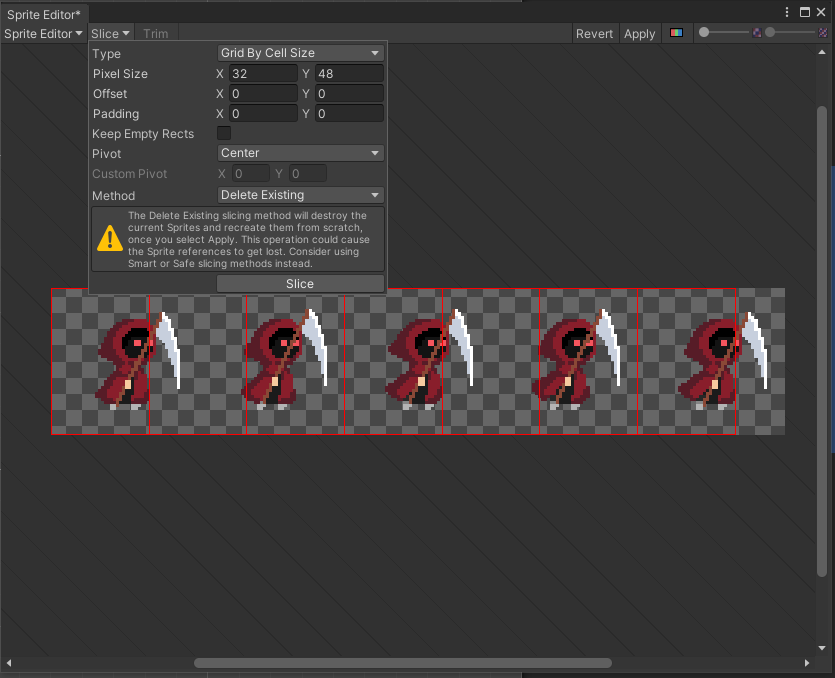 Sprite Editor*
Sprite Editor Slice Trim Revert Apply
Type Grid By Cell Size
Pixel Size X 32 Y 48
Offset X 0 Y 0
Padding X 0 Y 0
Keep Empty Rects
Pivot Center
Custom Pivot X 0 Y 0
Method Delete Existing
The Delete Existing slicing method will destroy the
current Sprites and recreate them from scratch,
once you select Apply. This operation could cause
the Sprite references to get lost. Consider using
Smart or Safe slicing methods instead.
Slice